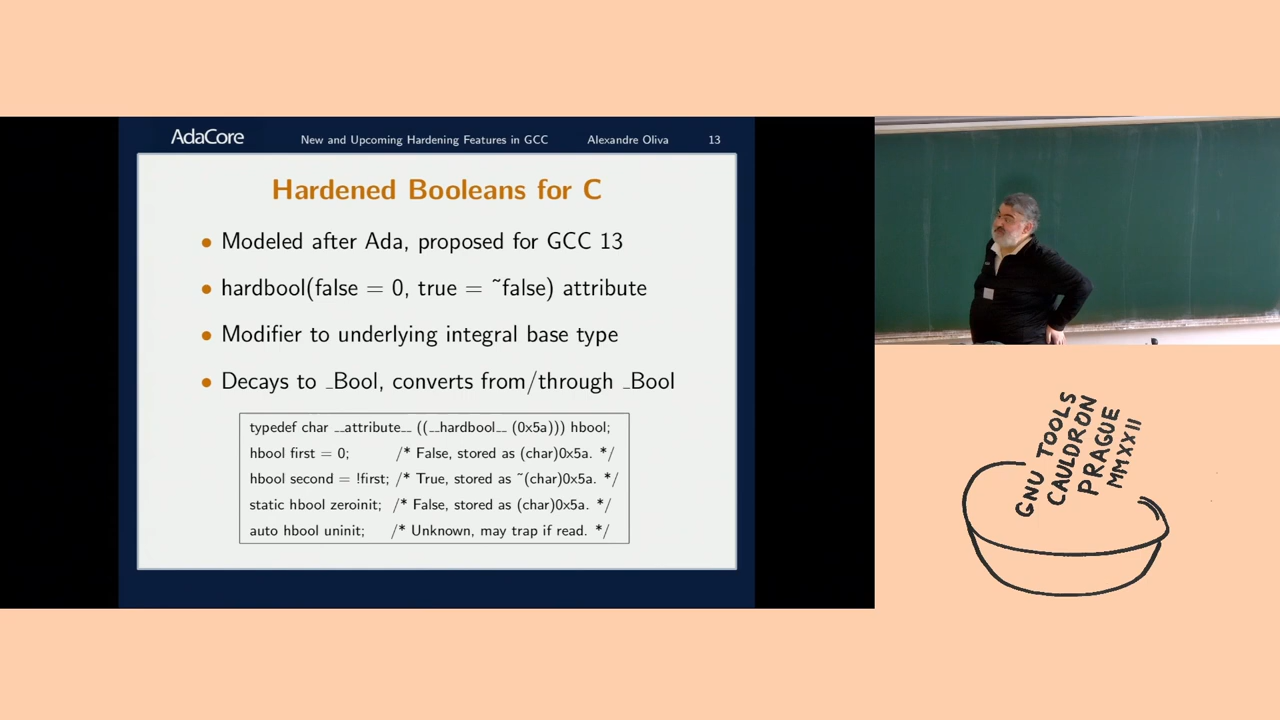 AdaCore New and Upcoming Hardening Features in GCC Alexandre Oliva 13
Hardened Booleans for C
• Modeled after Ada, proposed for GCC 13
• hardbool(false = 0, true = ~false) attribute
• Modifier to underlying integral base type
• Decays to _Bool, converts from/through _Bool
typedef char __attribute__ ((__hardbool__ (0x5a))) hbool;
hbool first = 0; /* False, stored as (char)0x5a. */
hbool second = !first; /* True, stored as ~(char)0x5a. */
static hbool zeroinit; /* False, stored as (char)0x5a. */
auto hbool uninit; /* Unknown, may trap if read. */
GNU TOOLS
CAULDRON
PRAGUE
MMXXII